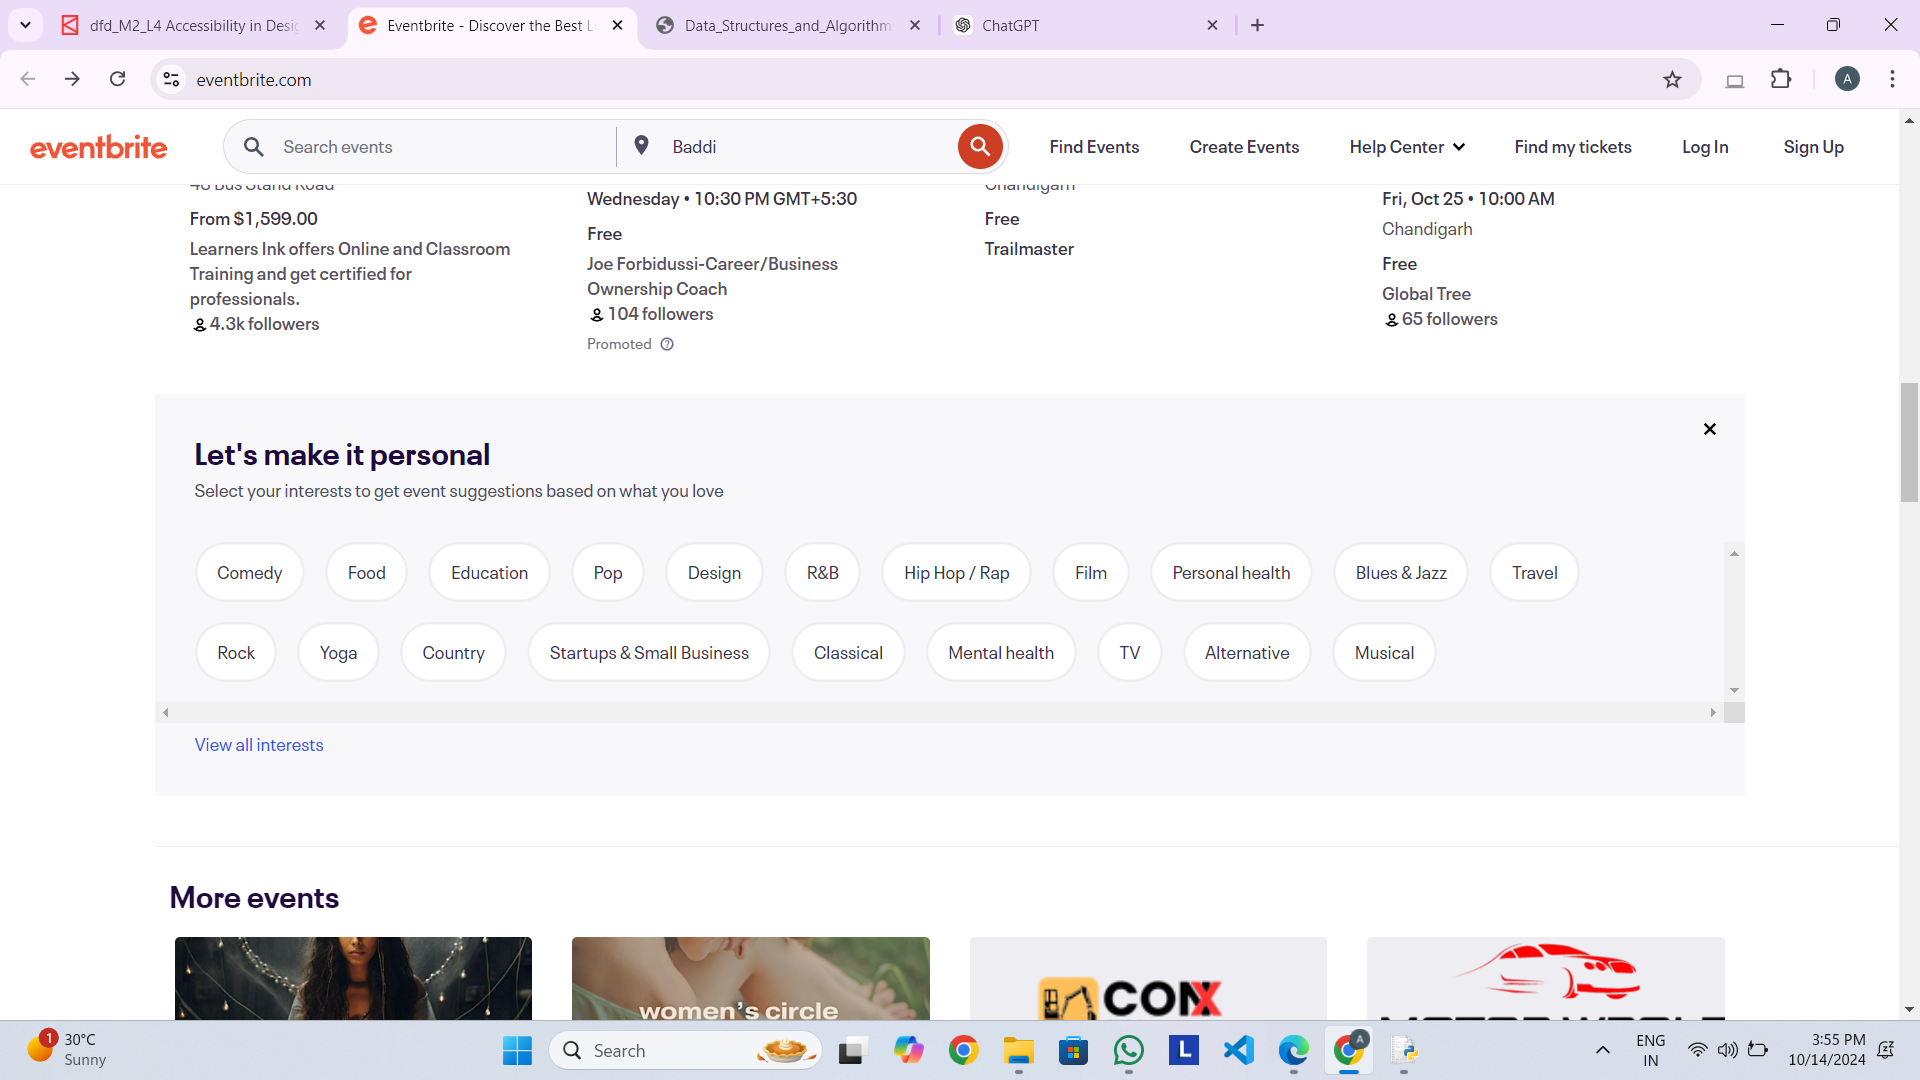 dfd_M2_L4 Accessibility in Desig
Eventbrite - Discover the Best L
Data_Structures_and_Algorithm
ChatGPT
eventbrite.com
A
eventbrite
Search events
Baddi
Find Events
Create Events
Help Center
Find my tickets
Log In
Sign Up
48 Bus Stand Road
From $1,599.00
Learners Ink offers Online and Classroom
Training and get certified for
professionals.
4.3k followers
Wednesday • 10:30 PM GMT+5:30
Free
Joe Forbidussi-Career/Business
Ownership Coach
104 followers
Promoted
Chandigarh
Free
Trailmaster
Fri, Oct 25 • 10:00 AM
Chandigarh
Free
Global Tree
65 followers
Let's make it personal
Select your interests to get event suggestions based on what you love
Comedy
Food
Education
Pop
Design
R&B
Hip Hop / Rap
Film
Personal health
Blues & Jazz
Travel
Rock
Yoga
Country
Startups & Small Business
Classical
Mental health
TV
Alternative
Musical
View all interests
More events
women's circle
CONX
1
30°C
Sunny
Search
L
A
ENG
IN
3:55 PM
10/14/2024